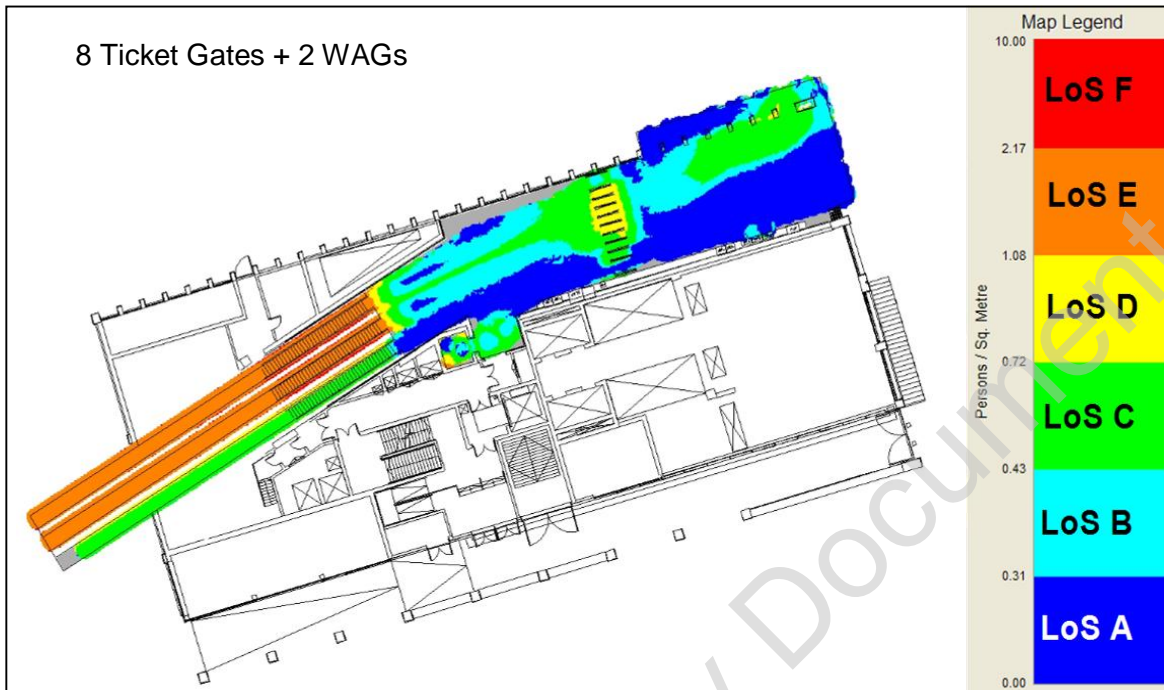 8 Ticket Gates + 2 WAGs
Map Legend
10.00
LoS F
2.17
LoS E
1.08
LoS D
0.72
LoS C
0.43
LoS B
0.31
LoS A
0.00
Persons / Sq. Metre
Document